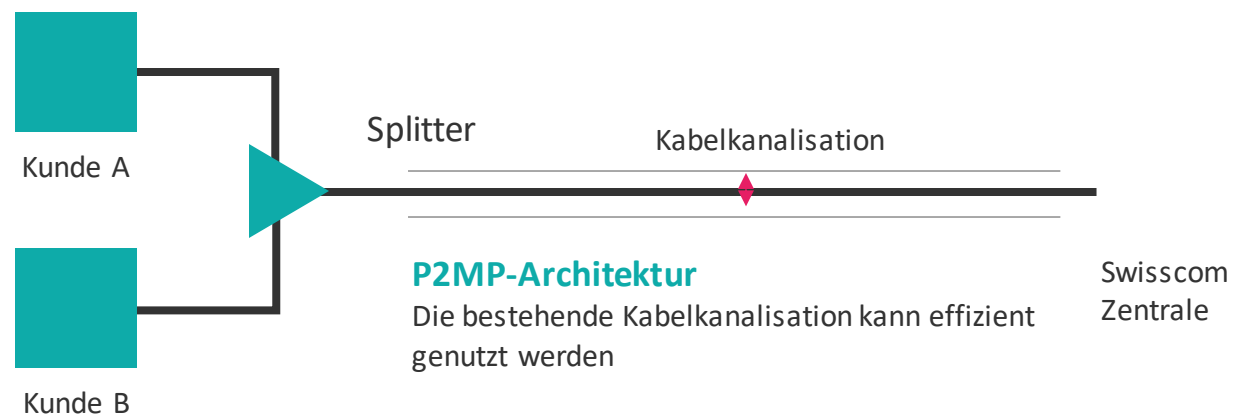 Splitter
Kabelkanalisation
Kunde A
P2MP-Architektur
Die bestehende Kabelkanalisation kann effizient
genutzt werden
Swisscom
Zentrale
Kunde B